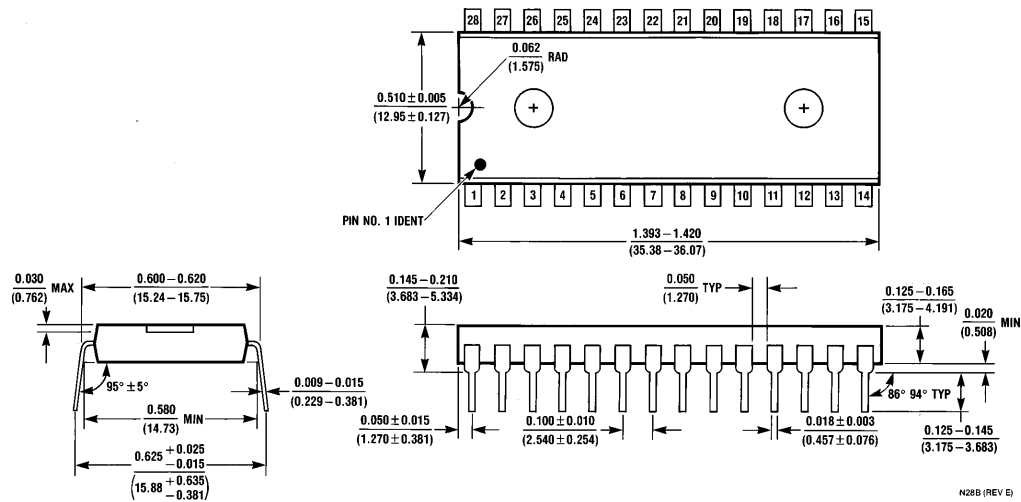 28 27 26 25 24 23 22 21 20 19 18 17 16 15
0.062
(1.575)
RAD
0.510 ± 0.005
(12.95 ± 0.127)
1 2 3 4 5 6 7 8 9 10 11 12 13 14
PIN NO. 1 IDENT
1.393 – 1.420
(35.38 – 36.07)
0.030
(0.762)
MAX
0.600 – 0.620
(15.24 – 15.75)
0.145 – 0.210
(3.683 – 5.334)
0.050
(1.270)
TYP
0.125 – 0.165
(3.175 – 4.191)
0.020
(0.508)
MIN
95° ± 5°
0.580
(14.73)
MIN
0.009 – 0.015
(0.229 – 0.381)
86° 94° TYP
0.050 ± 0.015
(1.270 ± 0.381)
0.100 ± 0.010
(2.540 ± 0.254)
0.018 ± 0.003
(0.457 ± 0.076)
0.125 – 0.145
(3.175 – 3.683)
0.625 + 0.025
– 0.015
(15.88 + 0.635
– 0.381)
N28B (REV E)